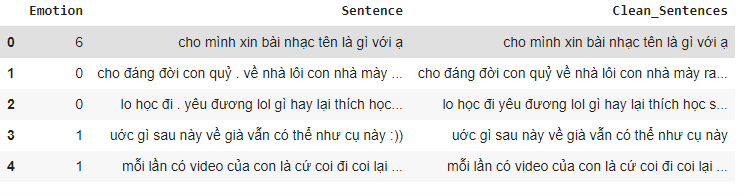 Emotion Sentence Clean_Sentences
0 6 cho mình xin bài nhạc tên là gì với ạ cho mình xin bài nhạc tên là gì với ạ
1 0 cho đáng đời con quỷ . về nhà lôi con nhà mày ... cho đáng đời con quỷ về nhà lôi con nhà mày ra...
2 0 lo học đi . yêu đương lol gì hay lại thích học... lo học đi yêu đương lol gì hay lại thích học s...
3 1 uớc gì sau này về già vẫn có thể như cụ này :)) uớc gì sau này về già vẫn có thể như cụ này
4 1 mỗi lần có video của con là cứ coi đi coi lại ... mỗi lần có video của con là cứ coi đi coi lại ...